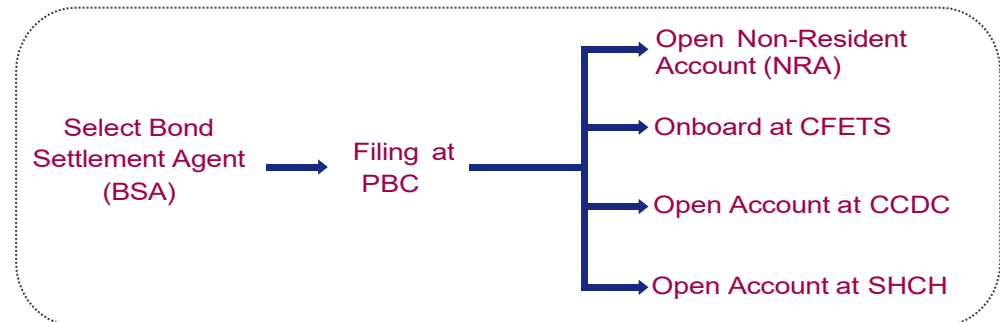 Select Bond
Settlement Agent
(BSA)
Filing at
PBC
Open Non-Resident
Account (NRA)
Onboard at CFETS
Open Account at CCDC
Open Account at SHCH